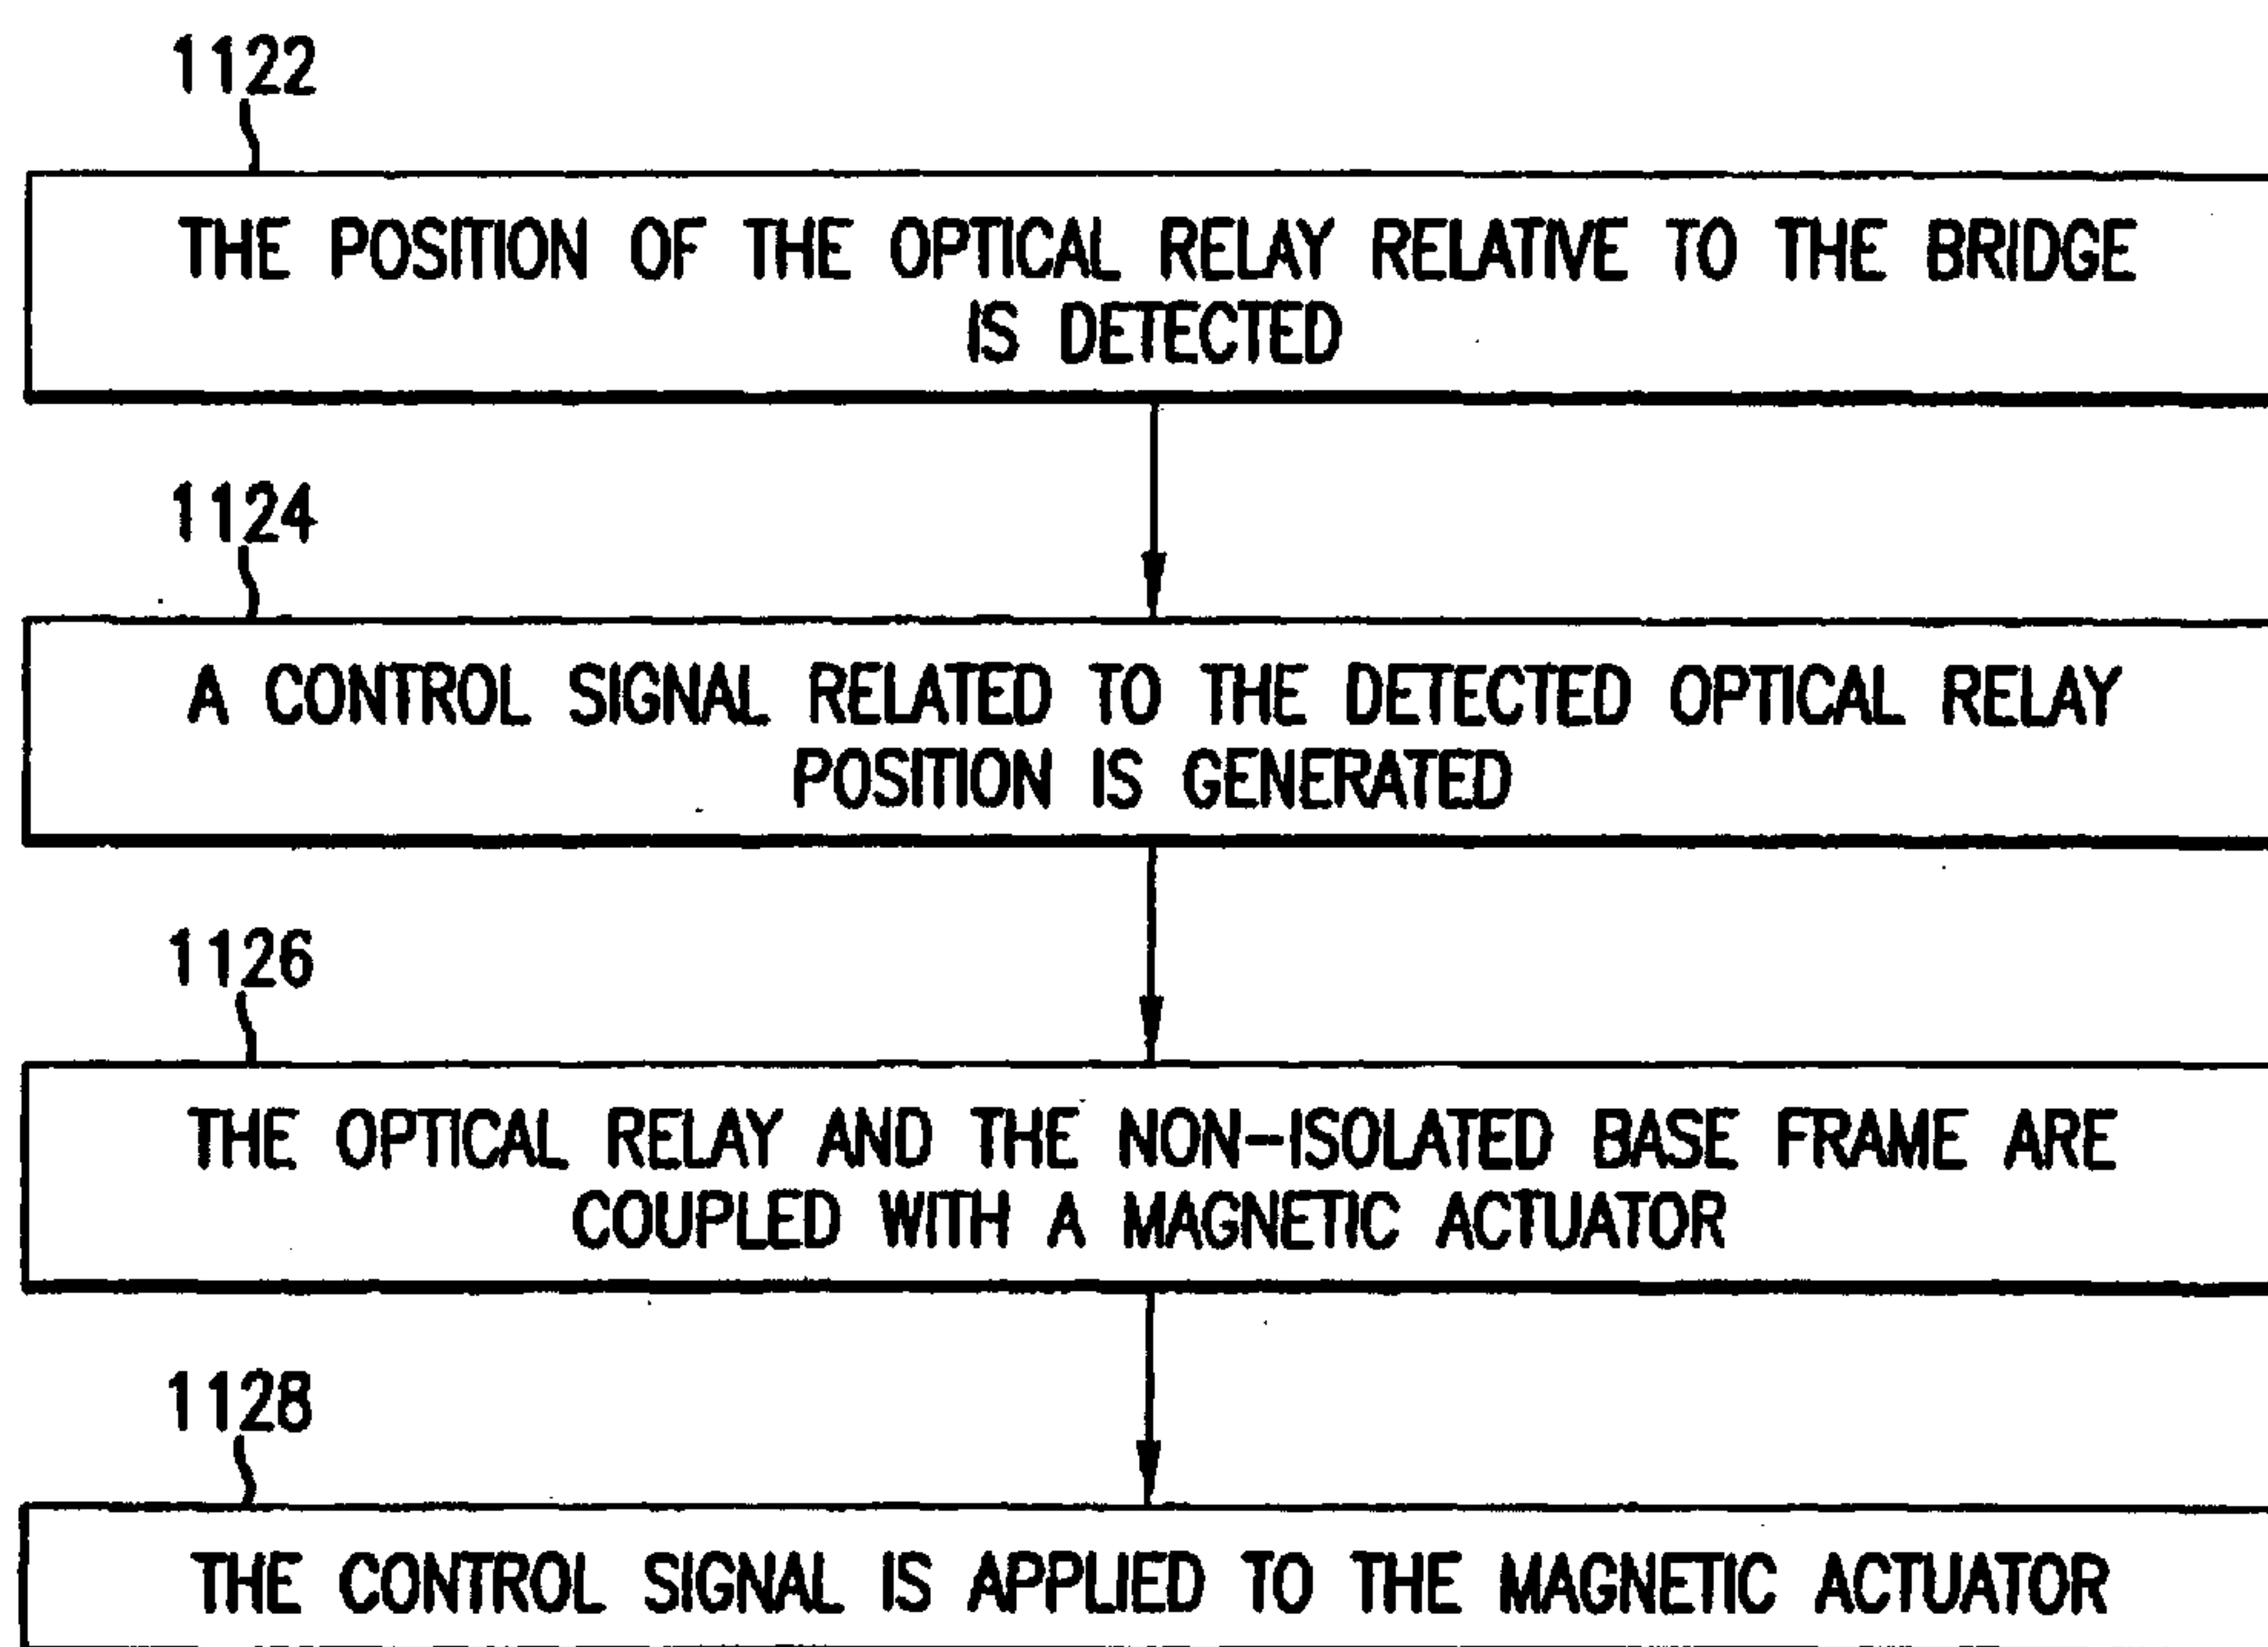 1122
THE POSITION OF THE OPTICAL RELAY RELATIVE TO THE BRIDGE
IS DETECTED
1124
A CONTROL SIGNAL RELATED TO THE DETECTED OPTICAL RELAY
POSITION IS GENERATED
1126
THE OPTICAL RELAY AND THE NON-ISOLATED BASE FRAME ARE
COUPLED WITH A MAGNETIC ACTUATOR
1128
THE CONTROL SIGNAL IS APPLIED TO THE MAGNETIC ACTUATOR